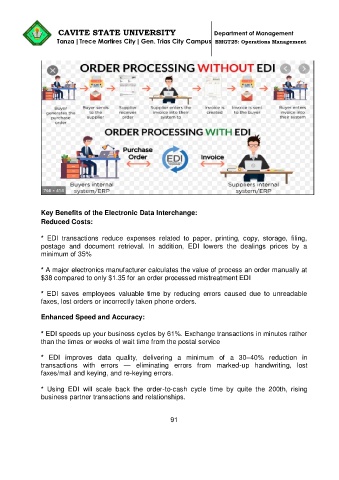 CAVITE STATE UNIVERSITY
Department of Management
Tanza | Trece Martires City | Gen. Trias City Campus
BMGT25: Operations Management
ORDER PROCESSING WITHOUT EDI
Buyer generates the purchase order
Buyer sends to the supplier
Supplier receives order
Supplier enters the invoice into their system to
Invoice is created
Invoice is sent to the buyer
Buyer enters invoice into their system
ORDER PROCESSING WITH EDI
Purchase Order
EDI
Invoice
Buyers internal system/ERP
Suppliers internal system/ERP
Key Benefits of the Electronic Data Interchange:
Reduced Costs:
* EDI transactions reduce expenses related to paper, printing, copy, storage, filing,
postage and document retrieval. In addition, EDI lowers the dealings prices by a
minimum of 35%
* A major electronics manufacturer calculates the value of process an order manually at
$38 compared to only $1.35 for an order processed mistreatment EDI
* EDI saves employees valuable time by reducing errors caused due to unreadable
faxes, lost orders or incorrectly taken phone orders.
Enhanced Speed and Accuracy:
* EDI speeds up your business cycles by 61%. Exchange transactions in minutes rather
than the times or weeks of wait time from the postal service
* EDI improves data quality, delivering a minimum of a 30–40% reduction in
transactions with errors — eliminating errors from marked-up handwriting, lost
faxes/mail and keying, and re-keying errors.
* Using EDI will scale back the order-to-cash cycle time by quite the 200th, rising
business partner transactions and relationships.
91